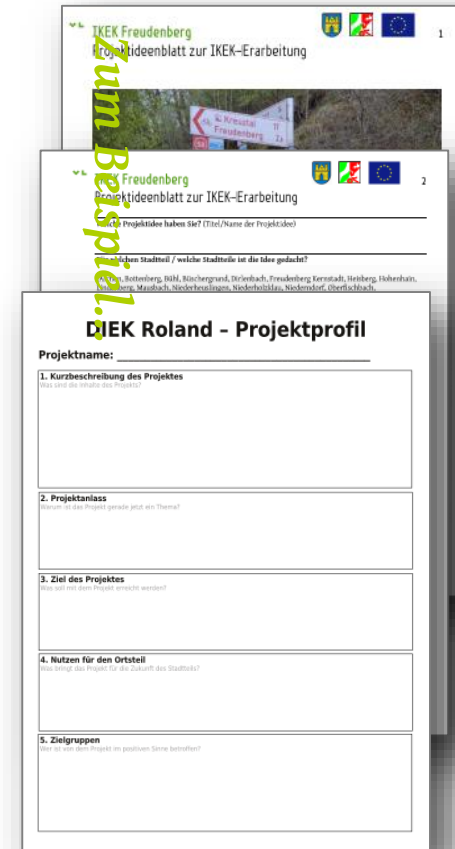 IKEK Freudenberg
1
Projektideenblatt zur IKEK-Erarbeitung
Kreuztal 11
Freudenberg 7,2
Zum Beispiel...
IKEK Freudenberg
2
Projektideenblatt zur IKEK-Erarbeitung
Welche Projektidee haben Sie? (Titel/Name der Projektidee)
welchen Stadtteil / welche Stadtteile ist die Idee gedacht?
Bottenberg, Bühl, Büschergrund, Dirlenbach, Freudenberg Kernstadt, Heisberg, Hohenhain,
Mausbach, Niederheuslingen, Niederholzklau, Niederndorf, Oberfischbach,
DIEK Roland – Projektprofil
Projektname:
1. Kurzbeschreibung des Projektes
Was sind die Inhalte des Projekts?
2. Projektanlass
Warum ist das Projekt gerade jetzt ein Thema?
3. Ziel des Projektes
Was soll mit dem Projekt erreicht werden?
4. Nutzen für den Ortsteil
Was bringt das Projekt für die Zukunft des Stadtteils?
5. Zielgruppen
Wer ist von dem Projekt im positiven Sinne betroffen?